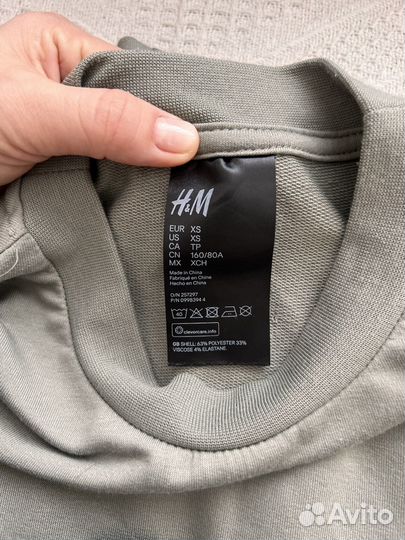 H&M
EUR XS
US XS
CA TP
CN 160/80A
MX XCH
Made in China
Fabriqué en Chine
Hecho en China
O/N 257297
P/N 0998394 4
40
clevercare.info
GB SHELL: 63% POLYESTER 33%
VISCOSE 4% ELASTANE.
Avito